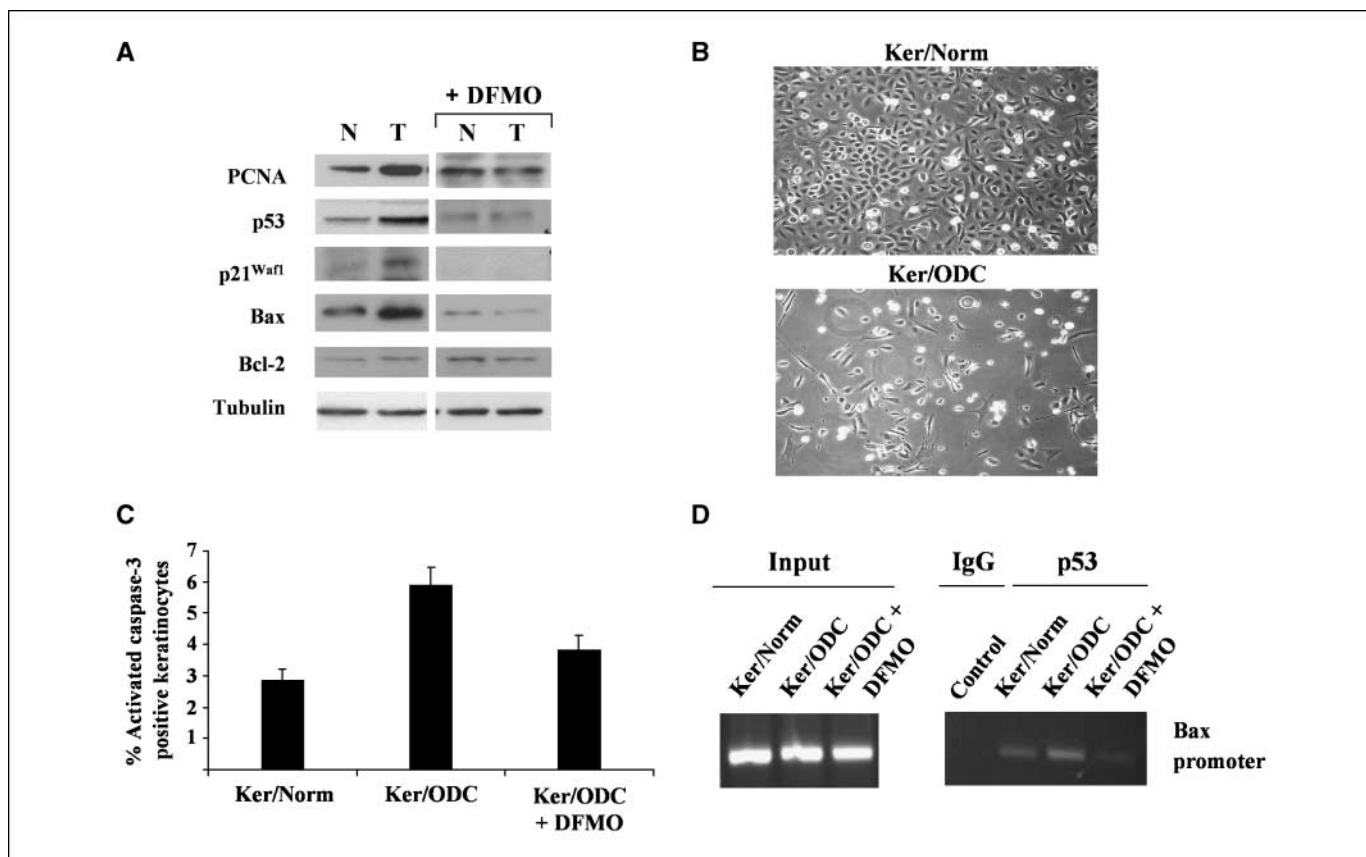 A
+ DFMO
N T N T
PCNA
p53
p21Waf1
Bax
Bcl-2
Tubulin
B
Ker/Norm
Ker/ODC
C
% Activated caspase-3
positive keratinocytes
7
6
5
4
3
2
1
Ker/Norm
Ker/ODC
Ker/ODC
+ DFMO
D
Input
IgG
p53
Ker/Norm
Ker/ODC
Ker/ODC +
DFMO
Control
Ker/Norm
Ker/ODC
Ker/ODC +
DFMO
Bax
promoter